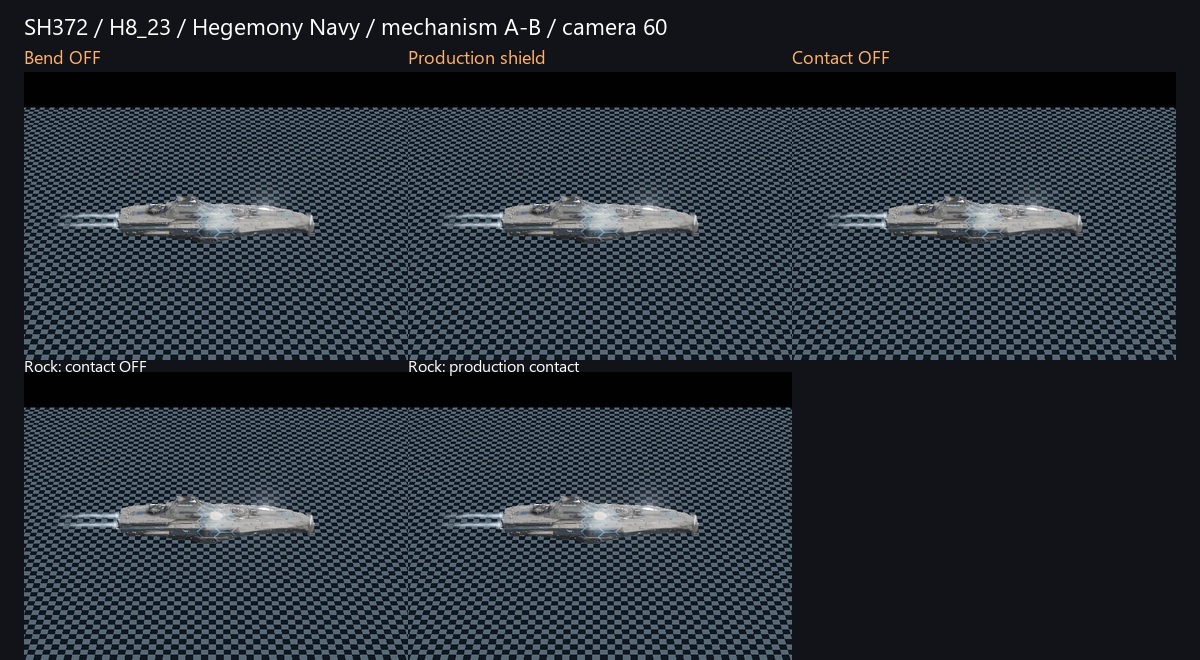 SH372 / H8_23 / Hegemony Navy / mechanism A-B / camera 60
Bend OFF
Production shield
Contact OFF
Rock: contact OFF
Rock: production contact